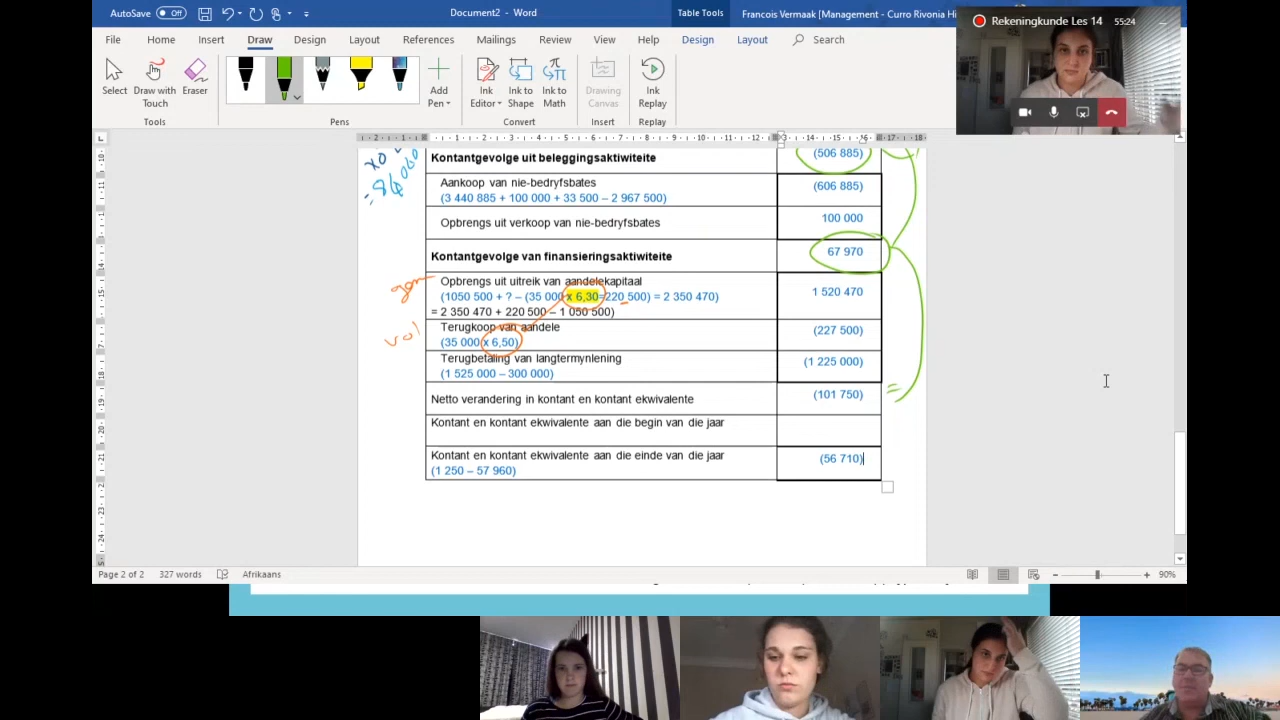 AutoSave Off
Document2 - Word
Table Tools
Francois Vermaak [Management - Curro Rivonia Hi
Rekeningkunde Les 14 55:24
File Home Insert Draw Design Layout References Mailings Review View Help Design Layout Search
Select
Draw with Touch
Eraser
Add Pen
Ink Editor
Ink to Shape
Ink to Math
Drawing Canvas
Ink Replay
Tools
Pens
Convert
Insert
Replay
Kontantgevolge uit beleggingsaktiwiteite (506 885)
Aankoop van nie-bedryfsbates (606 885)
(3 440 885 + 100 000 + 33 500 – 2 967 500)
Opbrengs uit verkoop van nie-bedryfsbates 100 000
Kontantgevolge van finansieringsaktiwiteite 67 970
Opbrengs uit uitreik van aandelekapitaal
(1050 500 + ? – (35 000 x 6,30=220 500) = 2 350 470) 1 520 470
= 2 350 470 + 220 500 – 1 050 500)
Terugkoop van aandele (227 500)
(35 000 x 6,50)
Terugbetaling van langtermynlening (1 225 000)
(1 525 000 – 300 000)
Netto verandering in kontant en kontant ekwivalente (101 750)
Kontant en kontant ekwivalente aan die begin van die jaar
Kontant en kontant ekwivalente aan die einde van die jaar (56 710)
(1 250 – 57 960)
gem
vol
Page 2 of 2 327 words Afrikaans 90%